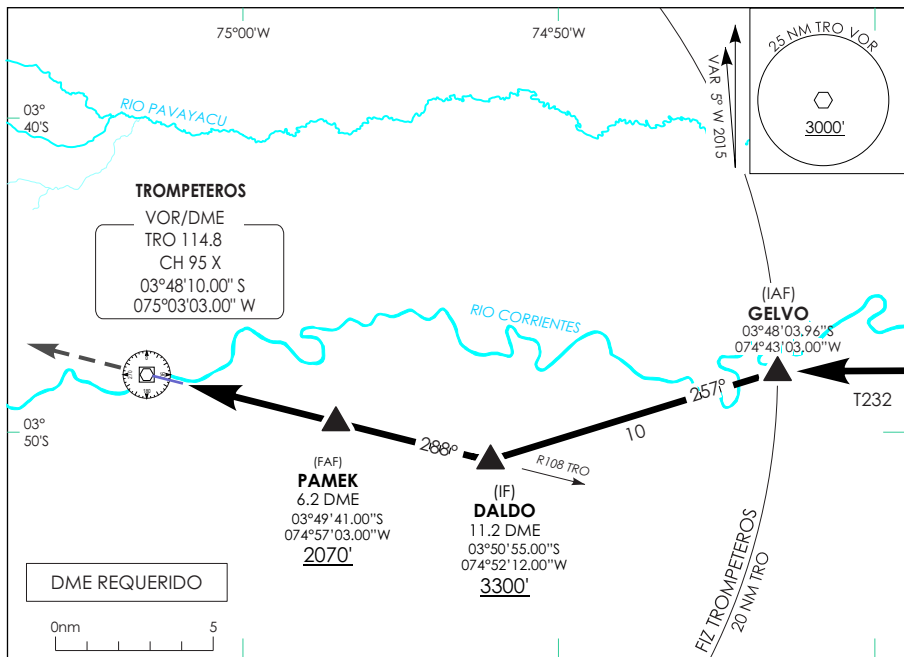 75°00'W
74°50'W
25 NM TRO VOR
3000'
VAR 5° W 2015
03°
40'S
RIO PAVAYACU
TROMPETEROS
VOR/DME
TRO 114.8
CH 95 X
03°48'10.00" S
075°03'03.00" W
RIO CORRIENTES
(IAF)
GELVO
03°48'03.96"S
074°43'03.00"W
T232
257°
10
288°
R108 TRO
03°
50'S
(FAF)
PAMEK
6.2 DME
03°49'41.00"S
074°57'03.00"W
2070'
(IF)
DALDO
11.2 DME
03°50'55.00"S
074°52'12.00"W
3300'
FIZ TROMPETEROS
20 NM TRO
DME REQUERIDO
0nm
5